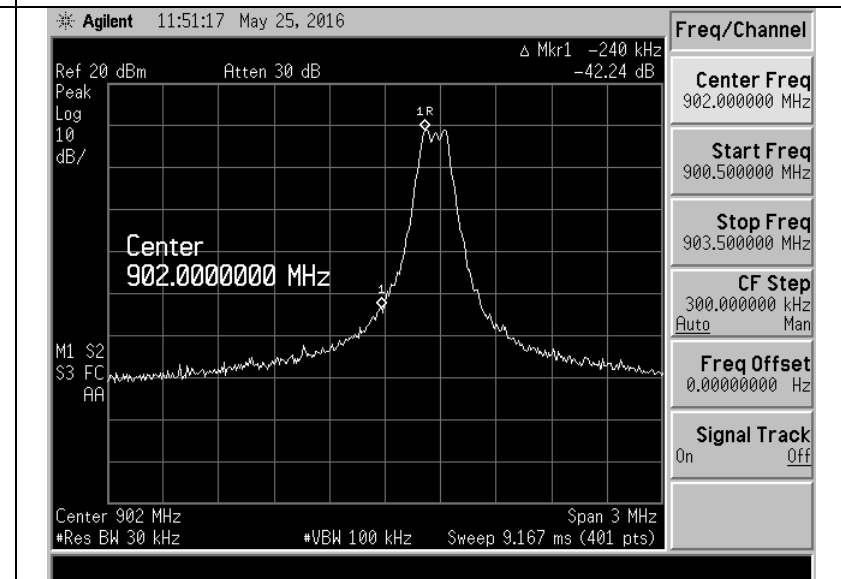 Agilent 11:51:17 May 25, 2016
Δ Mkr1 -240 kHz
Ref 20 dBm Atten 30 dB -42.24 dB
Peak
Log
10
dB/
1R
Center
902.0000000 MHz
1
M1 S2
S3 FC
AA
Center 902 MHz Span 3 MHz
#Res BW 30 kHz #VBW 100 kHz Sweep 9.167 ms (401 pts)
Freq/Channel
Center Freq
902.000000 MHz
Start Freq
900.500000 MHz
Stop Freq
903.500000 MHz
CF Step
300.000000 kHz
Auto Man
Freq Offset
0.00000000 Hz
Signal Track
On Off